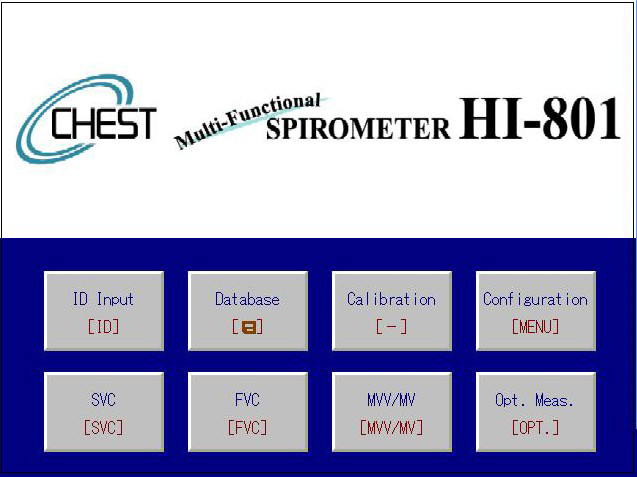 CHEST
Multi-Functional
SPIROMETER HI-801
ID Input
[ID]
Database
Calibration
[-]
Configuration
[MENU]
SVC
[SVC]
FVC
[FVC]
MVV/MV
[MVV/MV]
Opt. Meas.
[OPT.]